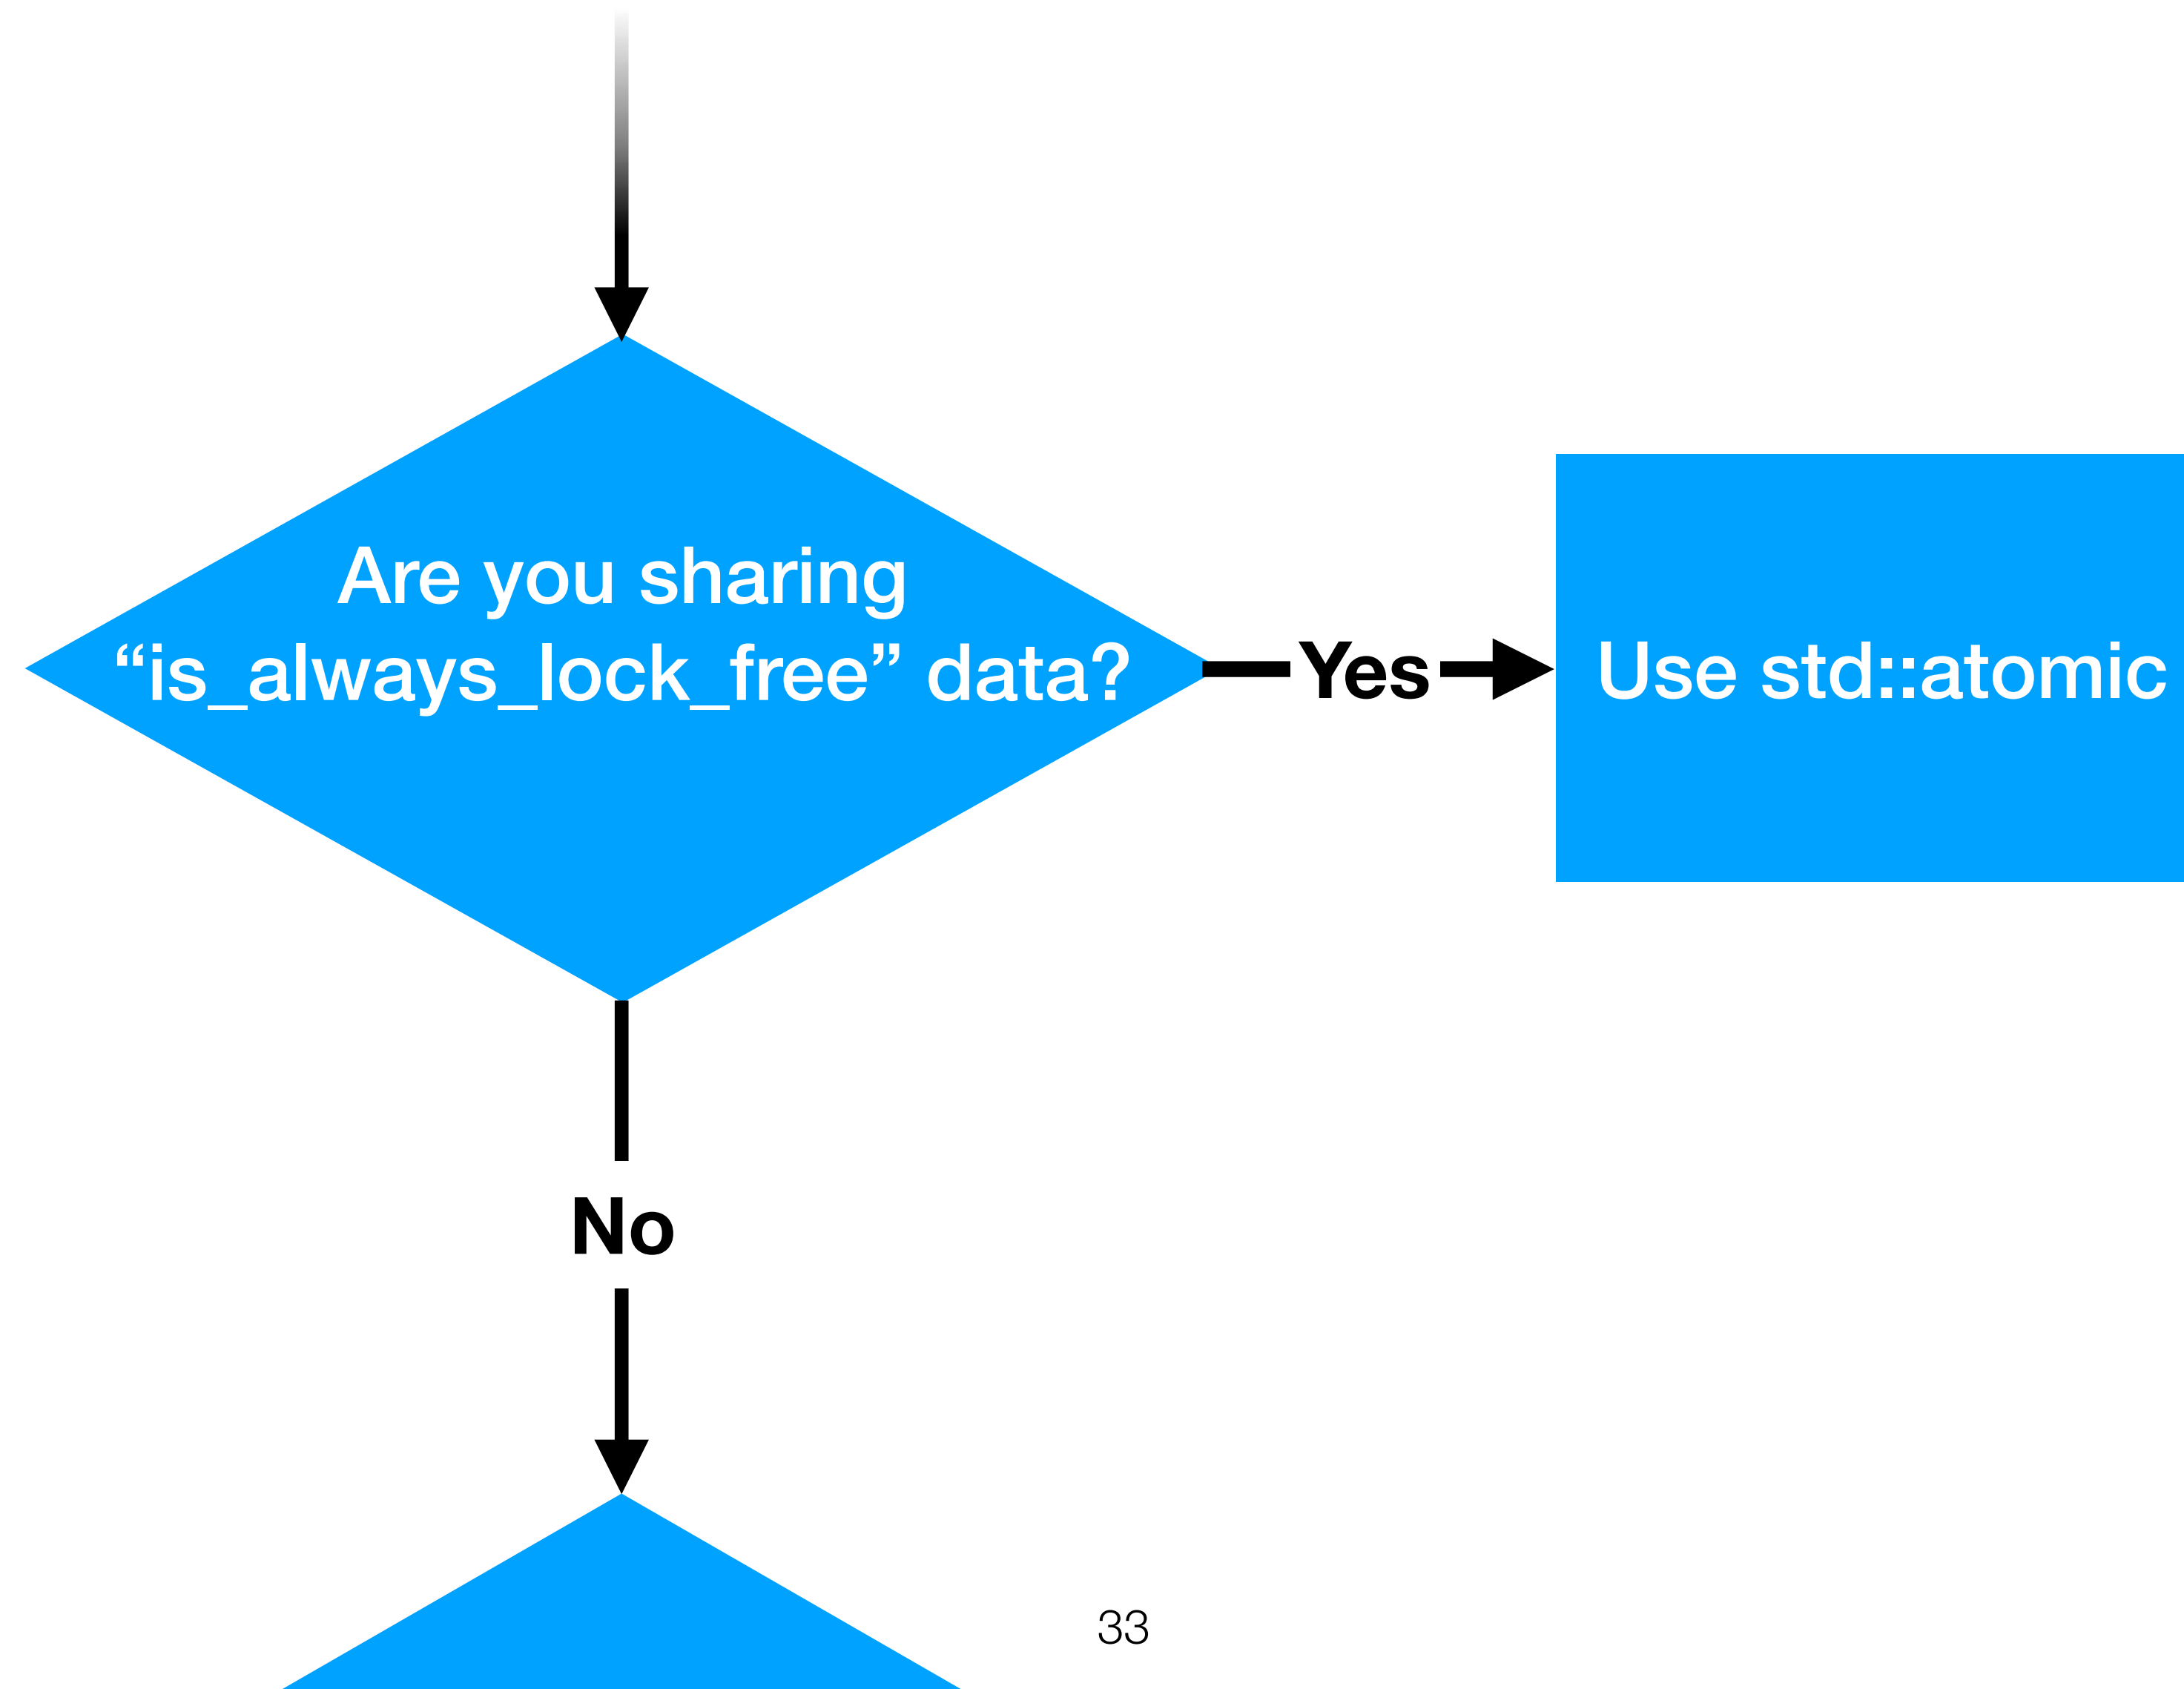 Are you sharing
“is_always_lock_free” data?
Yes
Use std::atomic
No
33